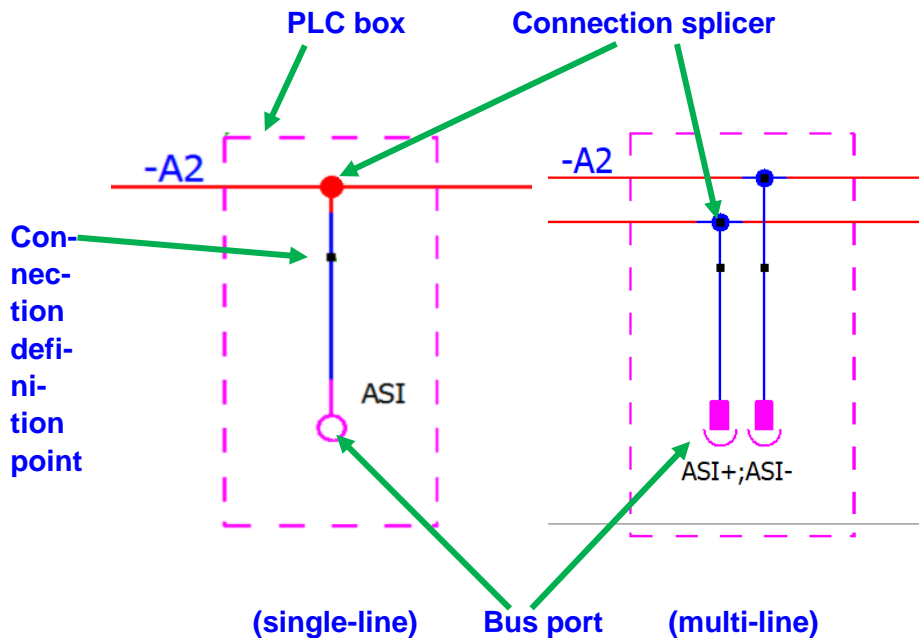 PLC box
Connection splicer
-A2
-A2
Con-
nec-
tion
defi-
ni-
tion
point
ASI
ASI+;ASI-
(single-line)
Bus port
(multi-line)